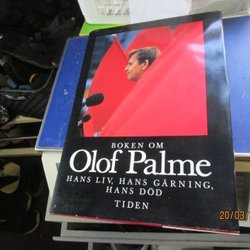 BOKEN OM
Olof Palme
HANS LIV, HANS GÄRNING,
HANS DÖD
TIDEN
20/03